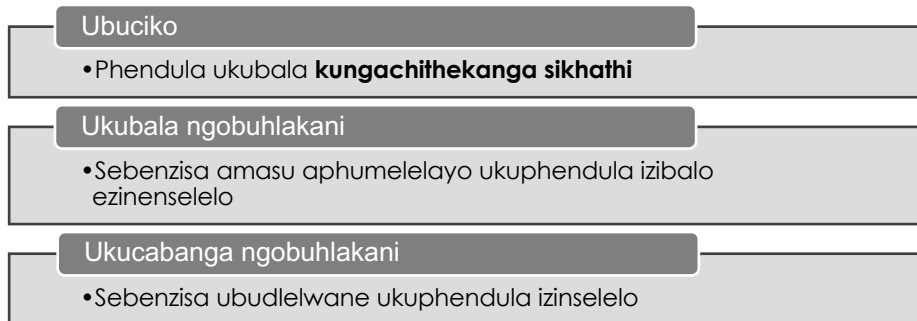 Ubuciko
•Phendula ukubala kungachithekanga sikhathi
Ukubala ngobuhlakani
•Sebenzisa amasu aphumelelayo ukuphendula izibalo
ezinenselelo
Ukucabanga ngobuhlakani
•Sebenzisa ubudlelwane ukuphendula izinselelo